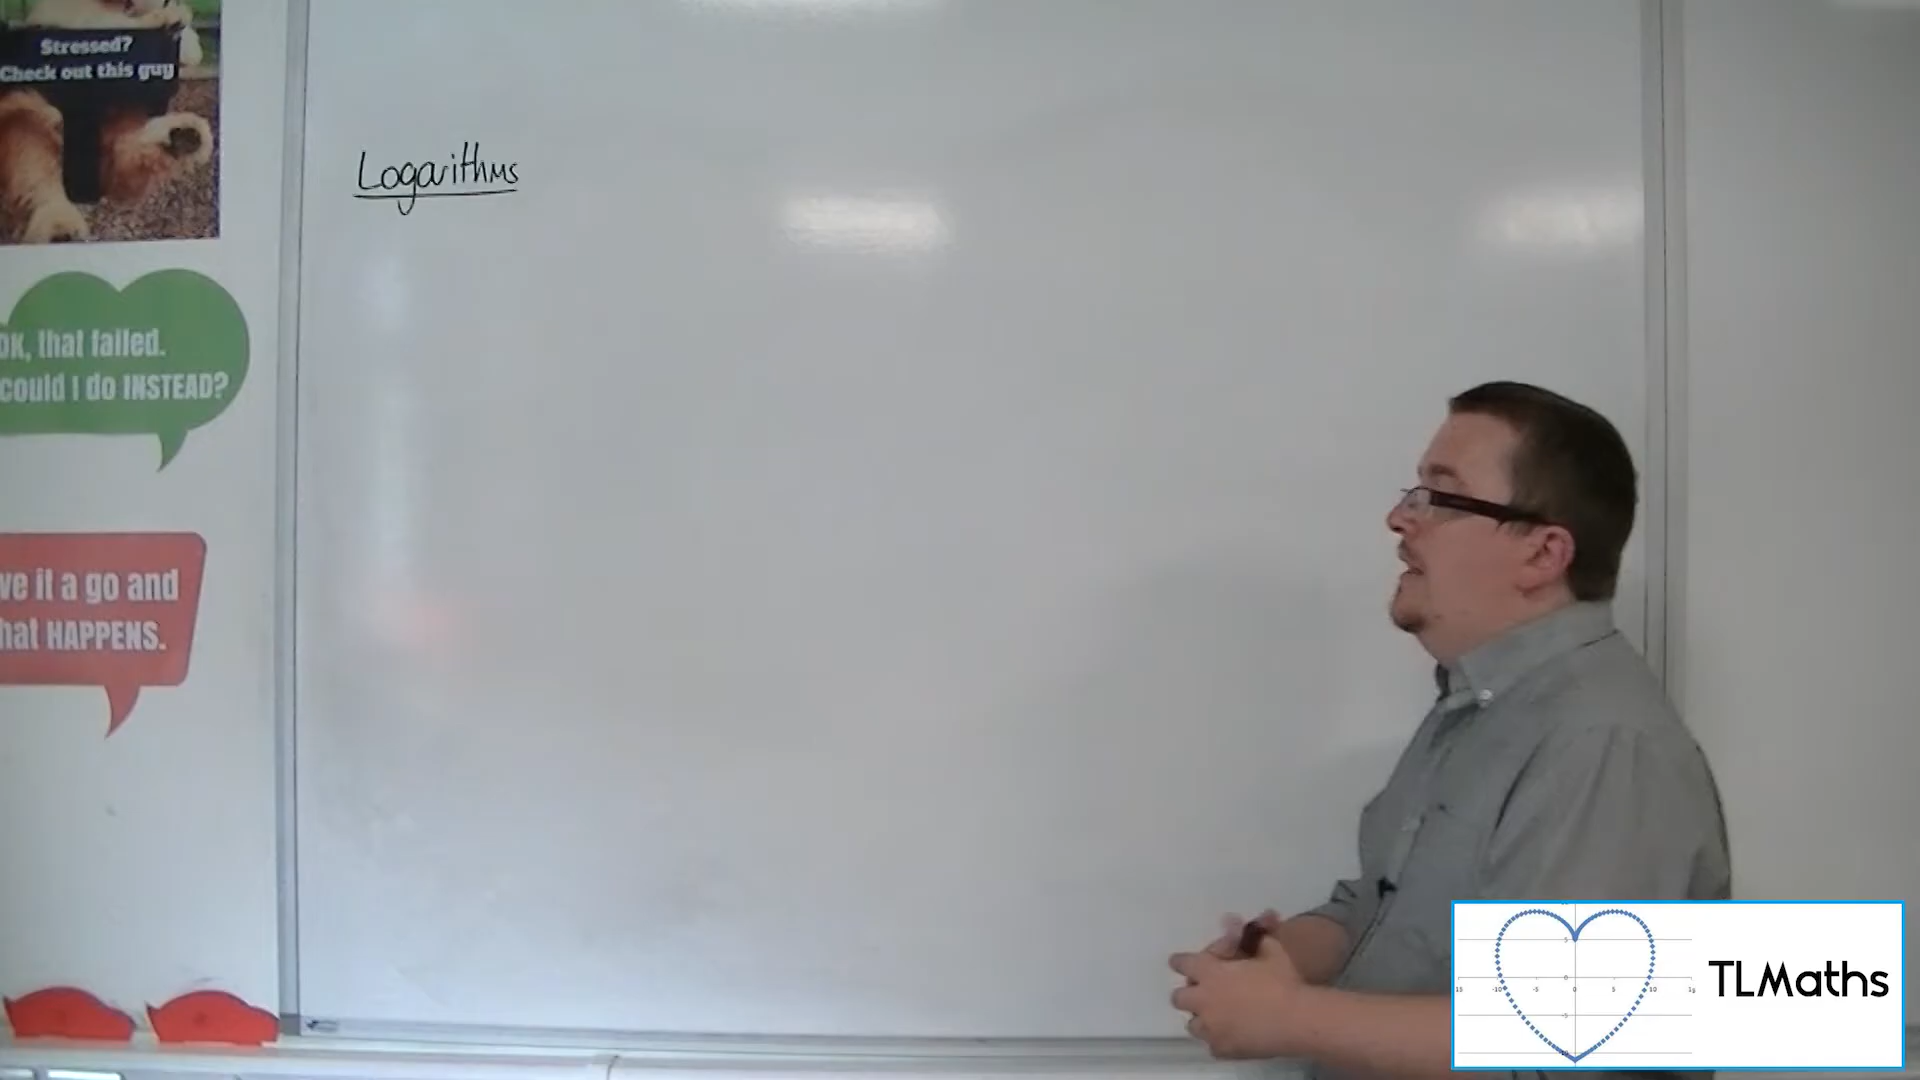 Stressed?
Check out this guy
Logarithms
OK, that failed.
could I do INSTEAD?
ve it a go and
hat HAPPENS.
TLMaths